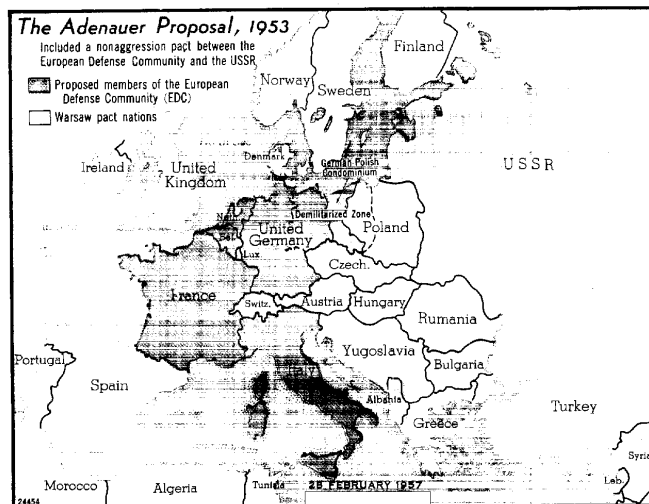 The Adenauer Proposal, 1953
Included a nonaggression pact between the
European Defense Community and the USSR
Proposed members of the European
Defense Community (EDC)
Warsaw pact nations
Finland
Norway
Sweden
Ireland
United
Kingdom
Denmark
USSR
German-Polish
Condominium
Neth.
Bel.
Lux.
United
Germany
Demilitarized Zone
Poland
Czech.
France
Switz.
Austria
Hungary
Rumania
Yugoslavia
Bulgaria
Italy
Albania
Greece
Turkey
Portugal
Spain
Syria
Leb.
Morocco
Algeria
Tunisia
28 FEBRUARY 1957
24454